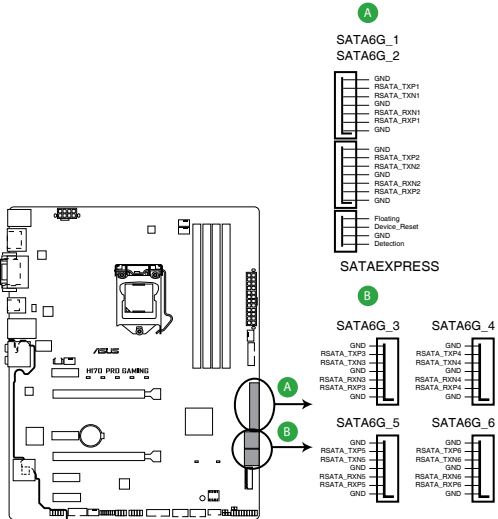 A
SATA6G_1
SATA6G_2
GND
RSATA_TXP1
RSATA_TXN1
GND
RSATA_RXN1
RSATA_RXP1
GND
GND
RSATA_TXP2
RSATA_TXN2
GND
RSATA_RXN2
RSATA_RXP2
GND
Floating
Device_Reset
GND
Detection
SATAEXPRESS
B
SATA6G_3
GND
RSATA_TXP3
RSATA_TXN3
GND
RSATA_RXN3
RSATA_RXP3
GND
SATA6G_4
GND
RSATA_TXP4
RSATA_TXN4
GND
RSATA_RXN4
RSATA_RXP4
GND
SATA6G_5
GND
RSATA_TXP5
RSATA_TXN5
GND
RSATA_RXN5
RSATA_RXP5
GND
SATA6G_6
GND
RSATA_TXP6
RSATA_TXN6
GND
RSATA_RXN6
RSATA_RXP6
GND
ASUS
H170 PRO GAMING
A
B